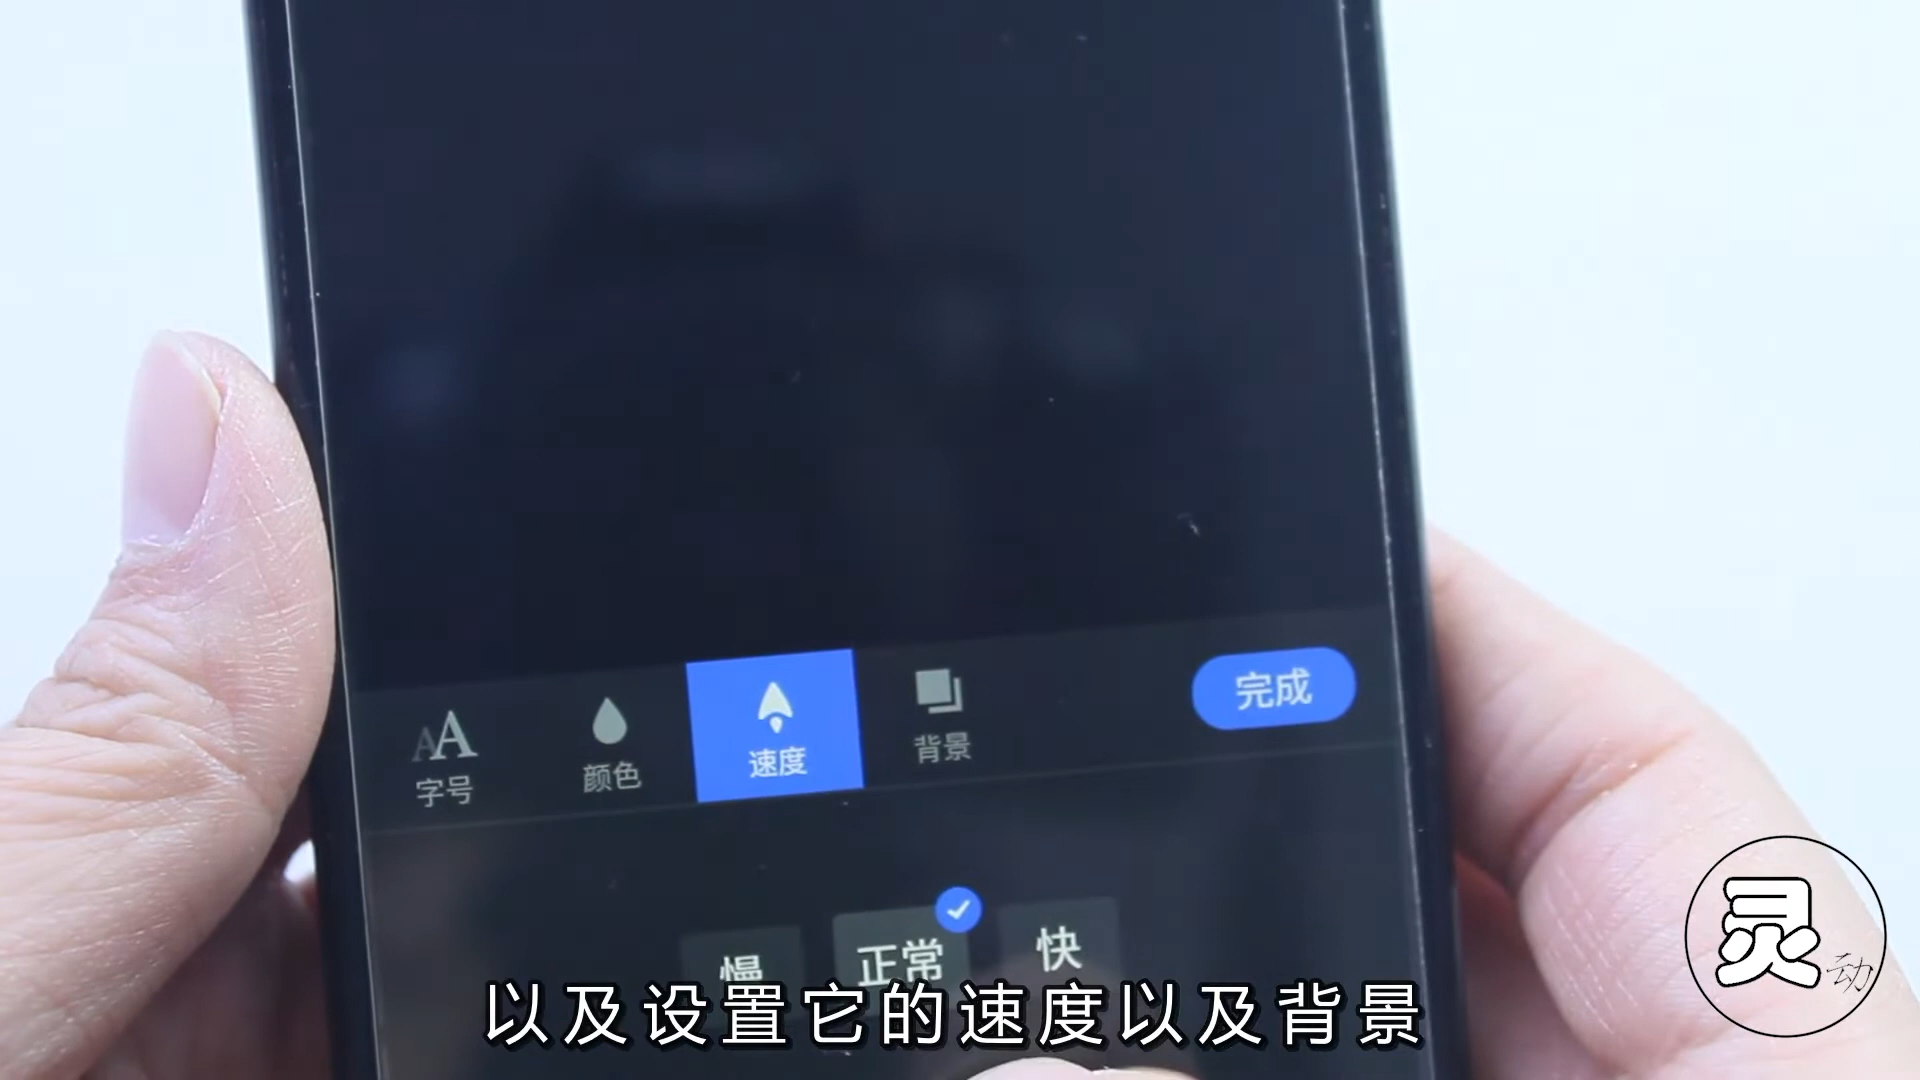 字号
颜色
速度
背景
完成
慢
正常
快
以及设置它的速度以及背景
灵动